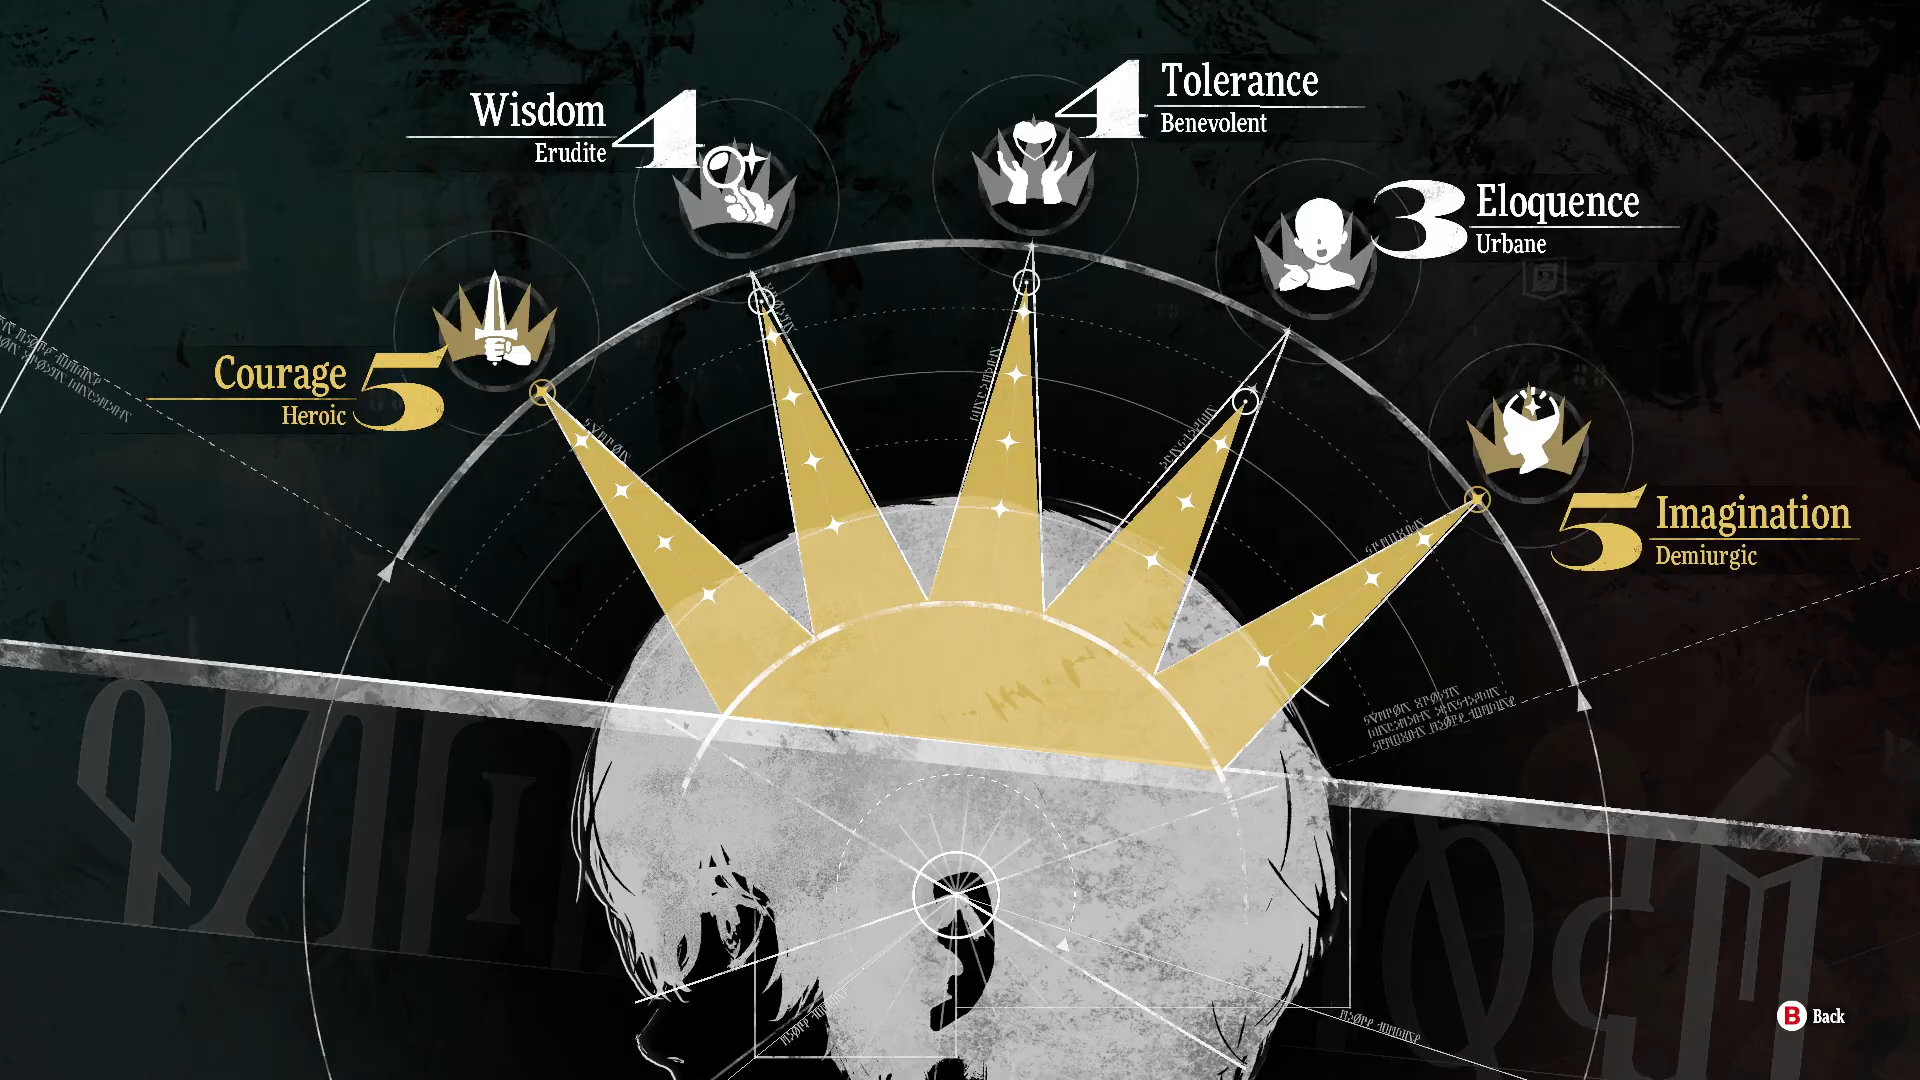 Wisdom 4
Erudite
4 Tolerance
Benevolent
3 Eloquence
Urbane
Courage 5
Heroic
5 Imagination
Demiurgic
B Back